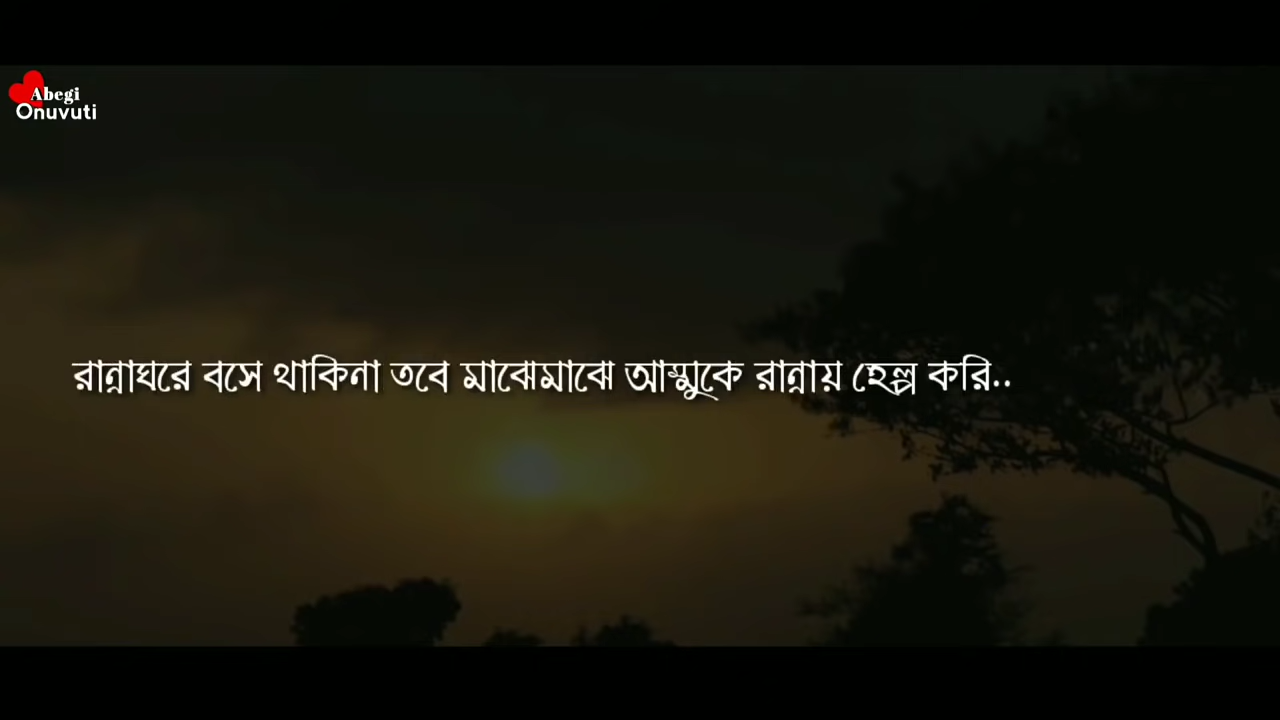 Abegi
Onuvuti
রান্নাঘরে বসে থাকিনা তবে মাঝেমাঝে আম্মুকে রান্নায় হেল্প করি..